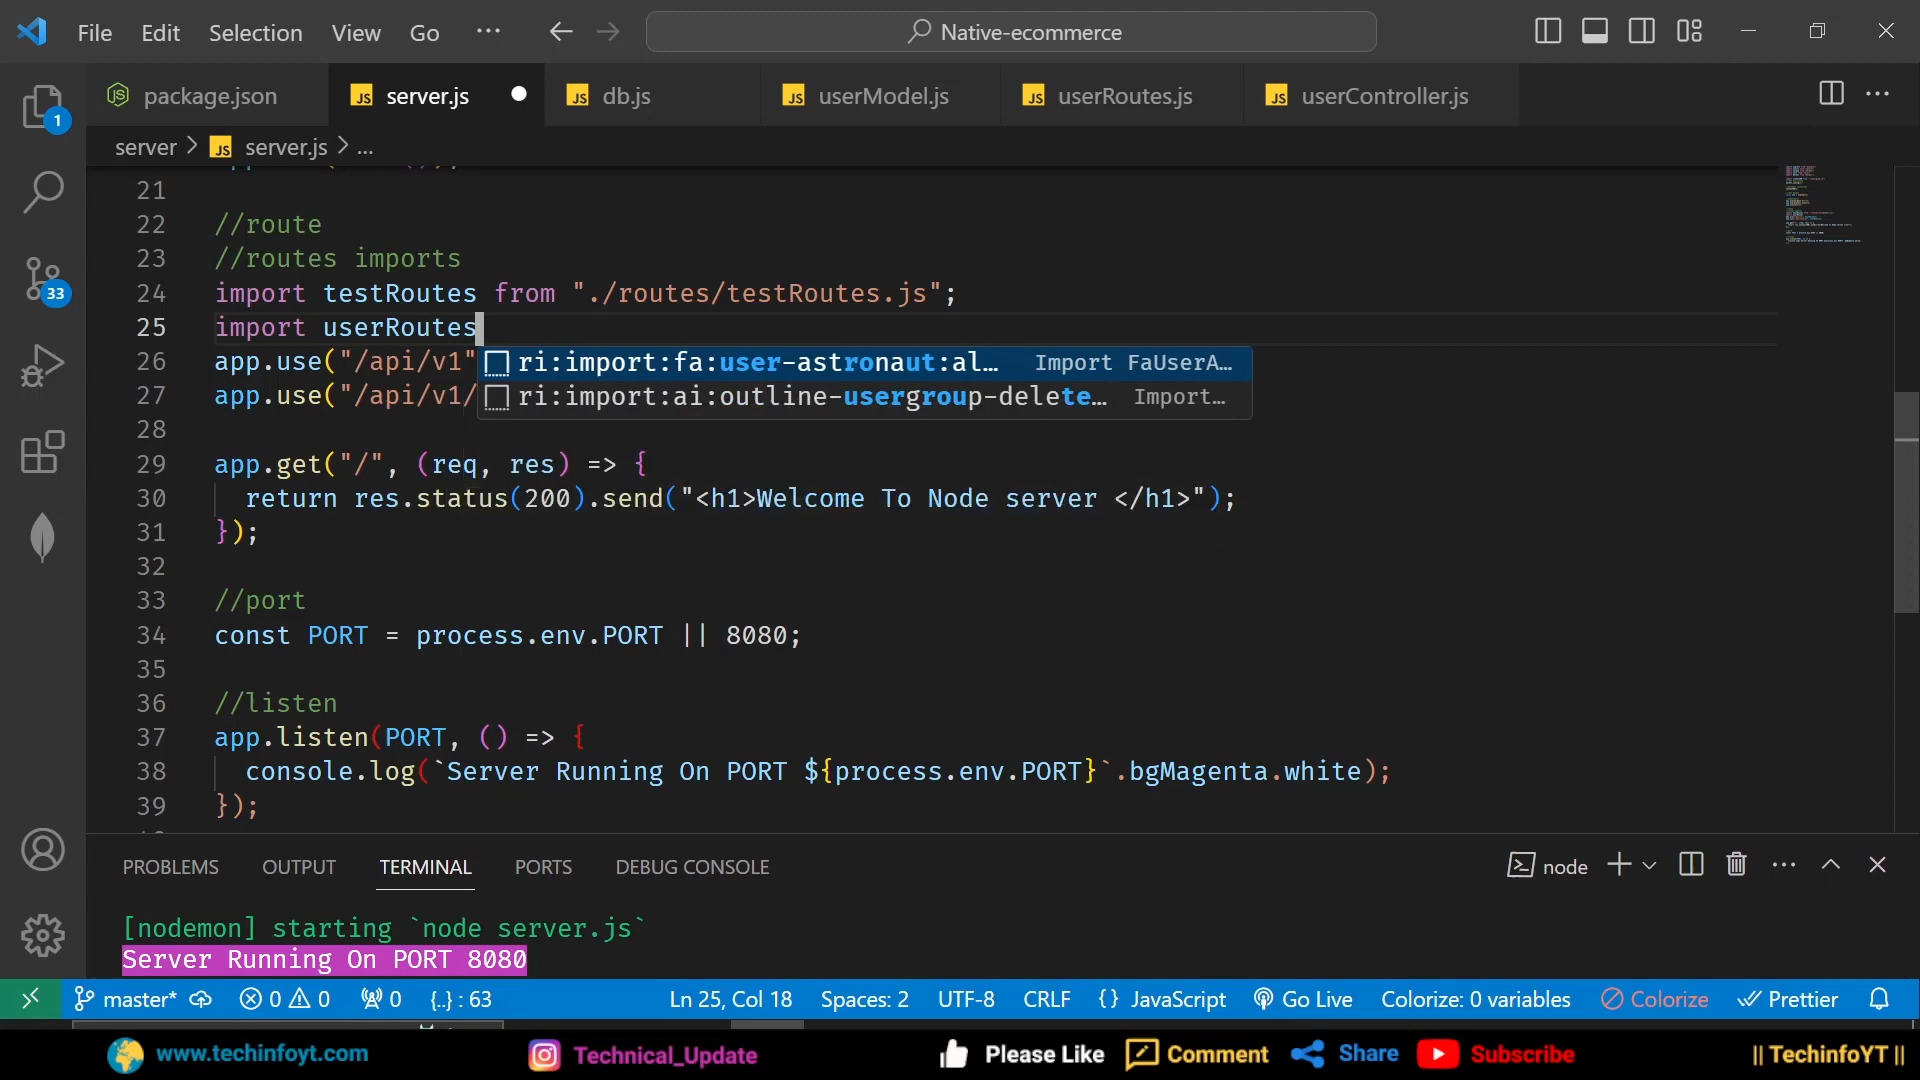 File Edit Selection View Go ··· Native-ecommerce
package.json server.js db.js userModel.js userRoutes.js userController.js
server > server.js > ...
1
33
21
22 //route
23 //routes imports
24 import testRoutes from "./routes/testRoutes.js";
25 import userRoutes
26 app.use("/api/v1"
27 app.use("/api/v1/
ri:import:fa:user-astronaut:al… Import FaUserA…
ri:import:ai:outline-usergroup-delete… Import…
28
29 app.get("/", (req, res) => {
30 return res.status(200).send("<h1>Welcome To Node server </h1>");
31 });
32
33 //port
34 const PORT = process.env.PORT || 8080;
35
36 //listen
37 app.listen(PORT, () => {
38 console.log(`Server Running On PORT ${process.env.PORT}`.bgMagenta.white);
39 });
PROBLEMS OUTPUT TERMINAL PORTS DEBUG CONSOLE node
[nodemon] starting `node server.js`
Server Running On PORT 8080
master* 0 0 0 {..} : 63 Ln 25, Col 18 Spaces: 2 UTF-8 CRLF {} JavaScript Go Live Colorize: 0 variables Colorize Prettier
www.techinfoyt.com Technical_Update Please Like Comment Share Subscribe || TechinfoYT ||